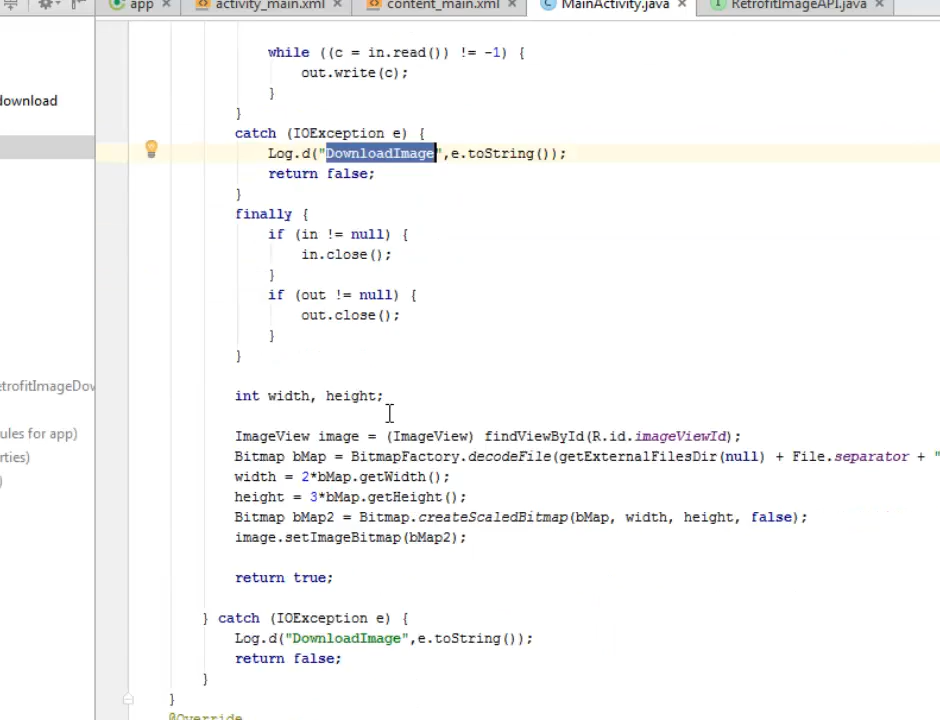 app activity_main.xml content_main.xml MainActivity.java RetrofitImageAPI.java
while ((c = in.read()) != -1) {
out.write(c);
}
}
catch (IOException e) {
Log.d("DownloadImage",e.toString());
return false;
}
finally {
if (in != null) {
in.close();
}
if (out != null) {
out.close();
}
}
int width, height;
ImageView image = (ImageView) findViewById(R.id.imageViewId);
Bitmap bMap = BitmapFactory.decodeFile(getExternalFilesDir(null) + File.separator + "
width = 2*bMap.getWidth();
height = 3*bMap.getHeight();
Bitmap bMap2 = Bitmap.createScaledBitmap(bMap, width, height, false);
image.setImageBitmap(bMap2);
return true;
} catch (IOException e) {
Log.d("DownloadImage",e.toString());
return false;
}
}
@Override
download
etrofitImageDow
ules for app)
rties)
)